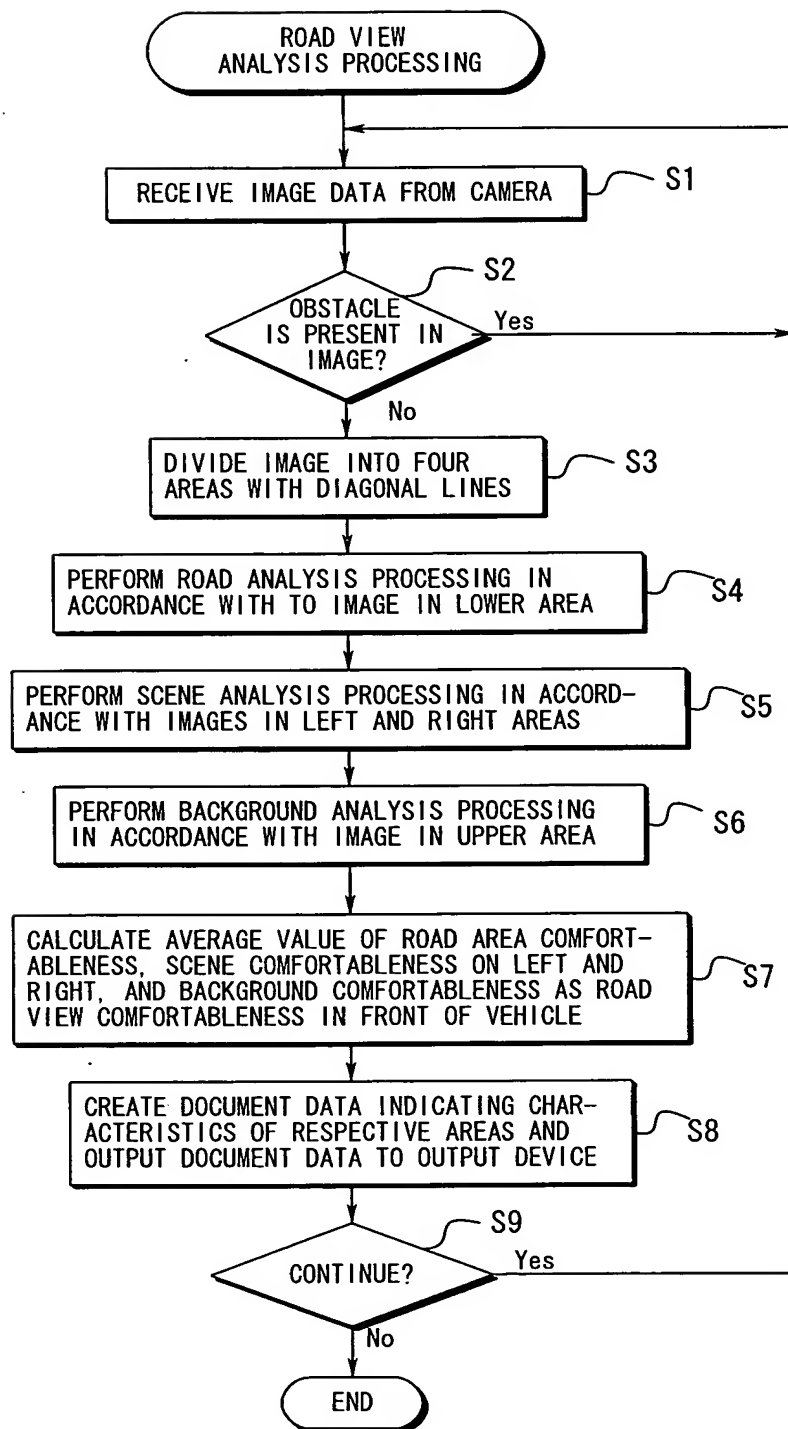 ROAD VIEW
ANALYSIS PROCESSING
RECEIVE IMAGE DATA FROM CAMERA
S1
S2
OBSTACLE
IS PRESENT IN
IMAGE?
Yes
No
DIVIDE IMAGE INTO FOUR
AREAS WITH DIAGONAL LINES
S3
PERFORM ROAD ANALYSIS PROCESSING IN
ACCORDANCE WITH TO IMAGE IN LOWER AREA
S4
PERFORM SCENE ANALYSIS PROCESSING IN ACCORD-
ANCE WITH IMAGES IN LEFT AND RIGHT AREAS
S5
PERFORM BACKGROUND ANALYSIS PROCESSING
IN ACCORDANCE WITH IMAGE IN UPPER AREA
S6
CALCULATE AVERAGE VALUE OF ROAD AREA COMFORT-
ABLENESS, SCENE COMFORTABLENESS ON LEFT AND
RIGHT, AND BACKGROUND COMFORTABLENESS AS ROAD
VIEW COMFORTABLENESS IN FRONT OF VEHICLE
S7
CREATE DOCUMENT DATA INDICATING CHAR-
ACTERISTICS OF RESPECTIVE AREAS AND
OUTPUT DOCUMENT DATA TO OUTPUT DEVICE
S8
S9
CONTINUE?
Yes
No
END